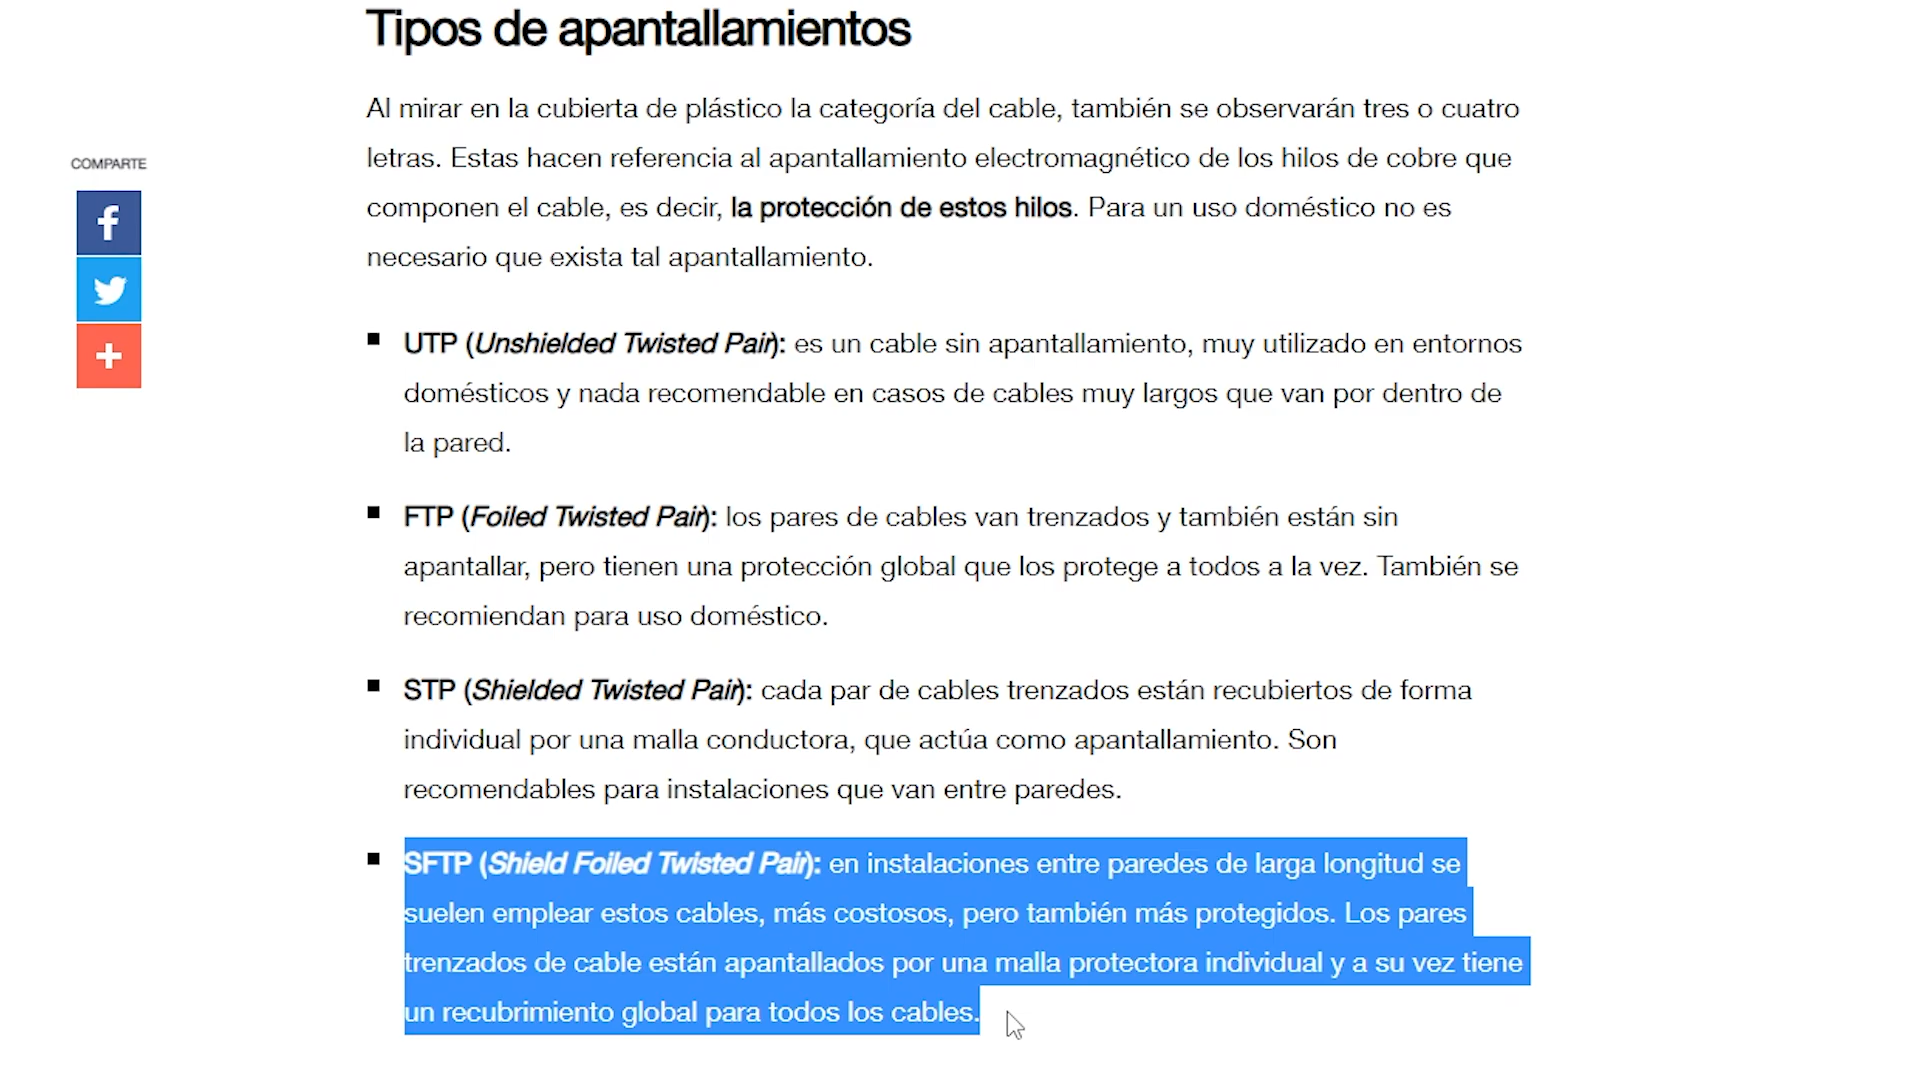 Tipos de apantallamientos
Al mirar en la cubierta de plástico la categoría del cable, también se observarán tres o cuatro
letras. Estas hacen referencia al apantallamiento electromagnético de los hilos de cobre que
componen el cable, es decir, la protección de estos hilos. Para un uso doméstico no es
necesario que exista tal apantallamiento.
COMPARTE
UTP (Unshielded Twisted Pair): es un cable sin apantallamiento, muy utilizado en entornos
domésticos y nada recomendable en casos de cables muy largos que van por dentro de
la pared.
FTP (Foiled Twisted Pair): los pares de cables van trenzados y también están sin
apantallar, pero tienen una protección global que los protege a todos a la vez. También se
recomiendan para uso doméstico.
STP (Shielded Twisted Pair): cada par de cables trenzados están recubiertos de forma
individual por una malla conductora, que actúa como apantallamiento. Son
recomendables para instalaciones que van entre paredes.
SFTP (Shield Foiled Twisted Pair): en instalaciones entre paredes de larga longitud se
suelen emplear estos cables, más costosos, pero también más protegidos. Los pares
trenzados de cable están apantallados por una malla protectora individual y a su vez tiene
un recubrimiento global para todos los cables.